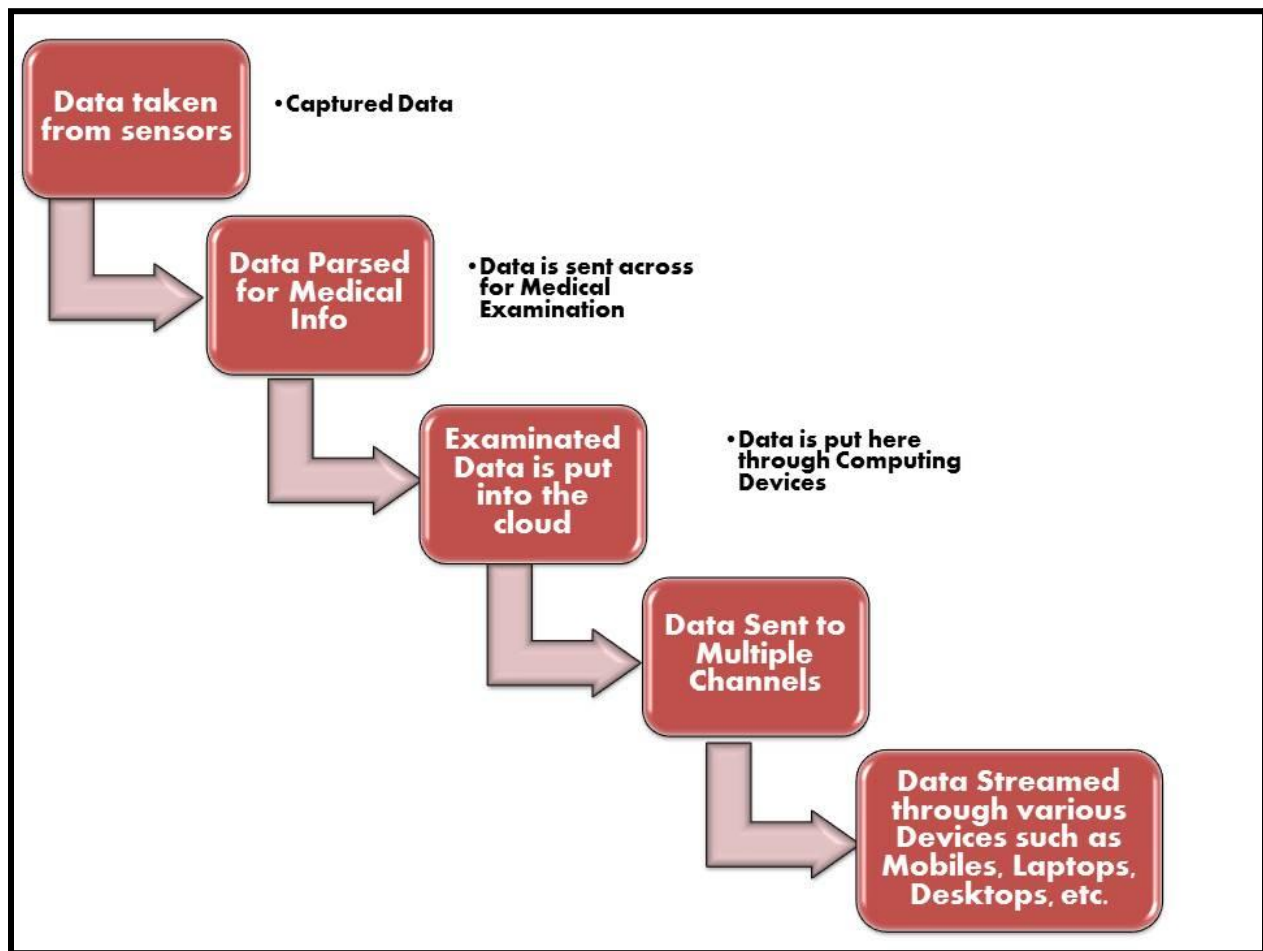 Data taken
from sensors
•Captured Data
Data Parsed
for Medical
Info
•Data is sent across
for Medical
Examination
Examinated
Data is put
into the
cloud
•Data is put here
through Computing
Devices
Data Sent to
Multiple
Channels
Data Streamed
through various
Devices such as
Mobiles, Laptops,
Desktops, etc.